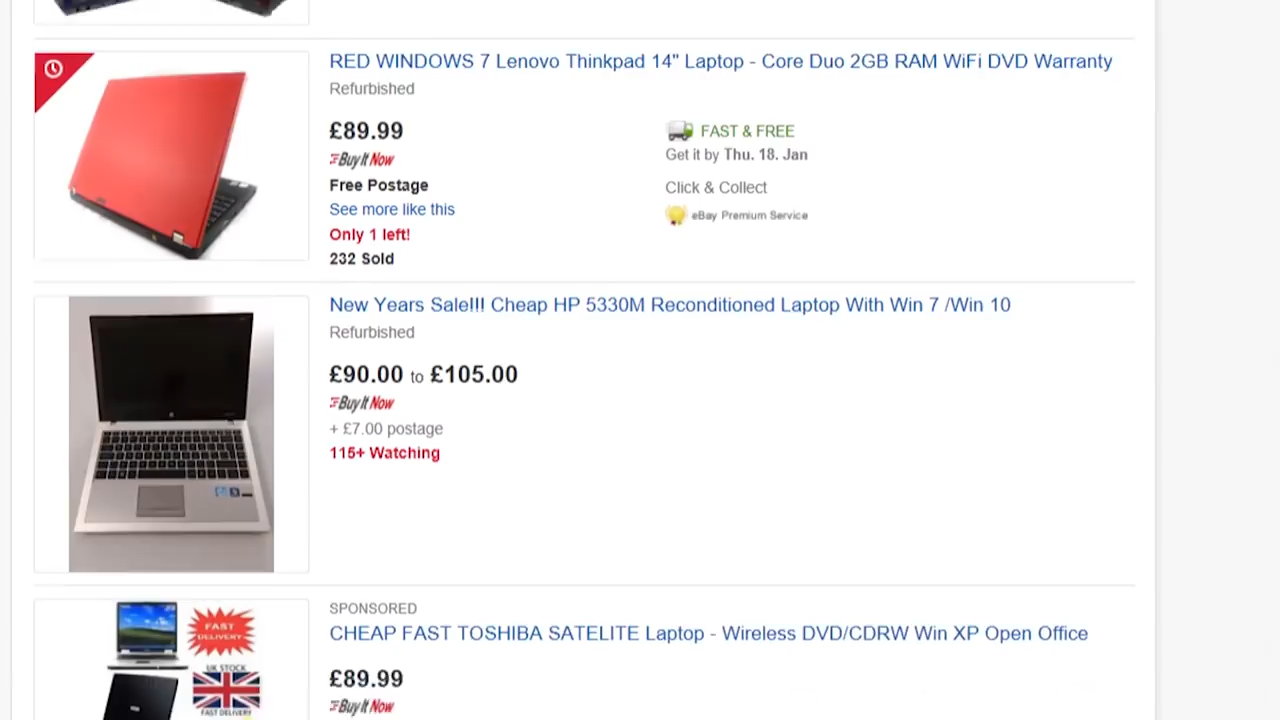 RED WINDOWS 7 Lenovo Thinkpad 14" Laptop - Core Duo 2GB RAM WiFi DVD Warranty
Refurbished
£89.99
Buy It Now
Free Postage
See more like this
Only 1 left!
232 Sold
FAST & FREE
Get it by Thu. 18. Jan
Click & Collect
eBay Premium Service
New Years Sale!!! Cheap HP 5330M Reconditioned Laptop With Win 7 /Win 10
Refurbished
£90.00 to £105.00
Buy It Now
+ £7.00 postage
115+ Watching
FAST
DELIVERY
UK STOCK
FAST DELIVERY
SPONSORED
CHEAP FAST TOSHIBA SATELITE Laptop - Wireless DVD/CDRW Win XP Open Office
£89.99
Buy It Now